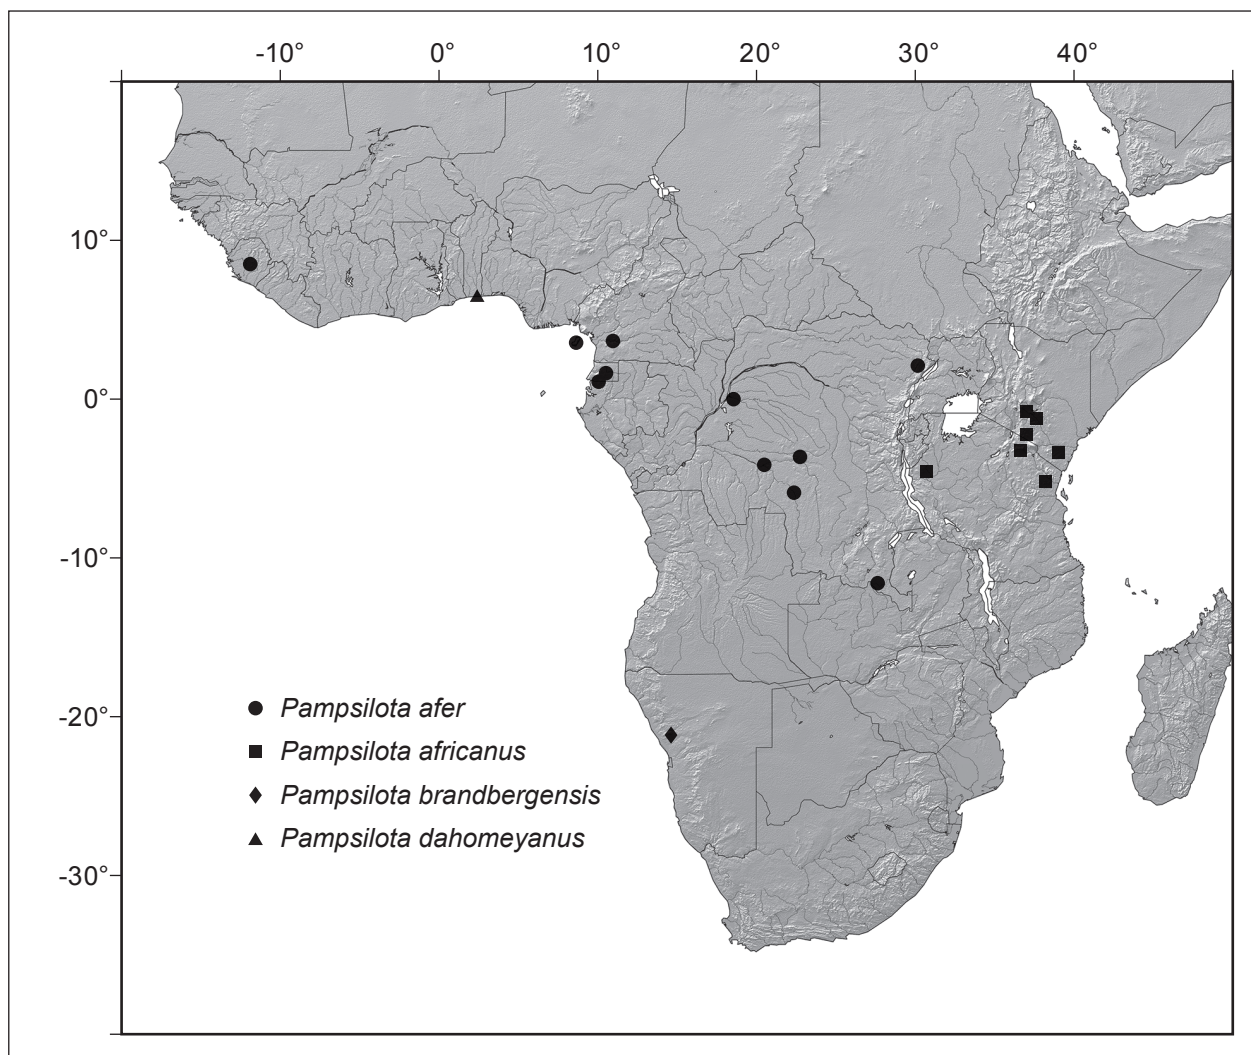 -10° 0° 10° 20° 30° 40°
10°
0°
-10°
-20°
-30°
Pampsilota afer
Pampsilota africanus
Pampsilota brandbergensis
Pampsilota dahomeyanus